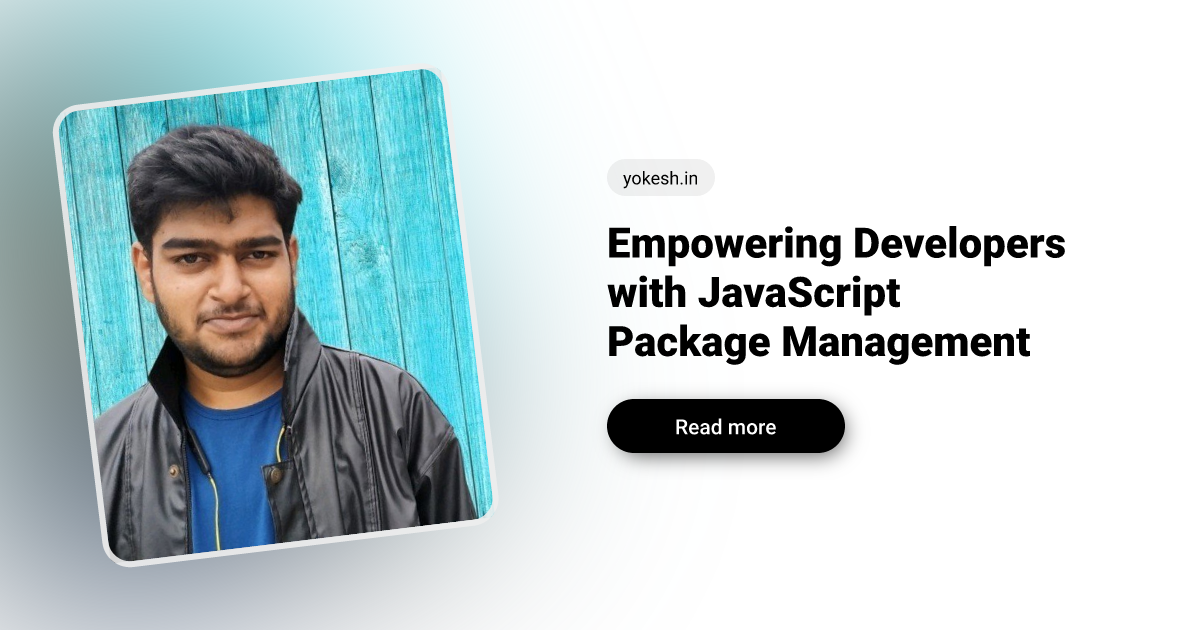 yokesh.in
Empowering Developers
with JavaScript
Package Management
Read more